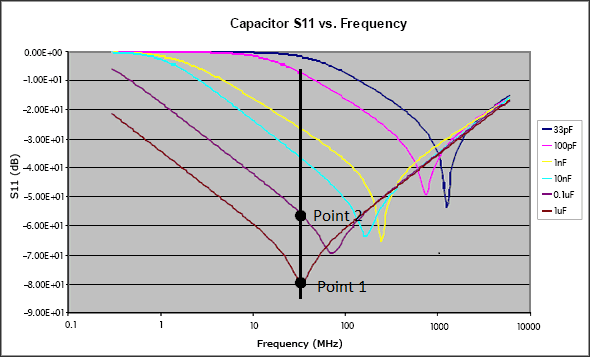 Capacitor S11 vs. Frequency
0.00E+00
-1.00E+01
-2.00E+01
-3.00E+01
-4.00E+01
-5.00E+01
-6.00E+01
-7.00E+01
-8.00E+01
-9.00E+01
S11 (dB)
Point 2
Point 1
33pF
100pF
1nF
10nF
0.1uF
1uF
0.1
1
10
100
1000
10000
Frequency (MHz)